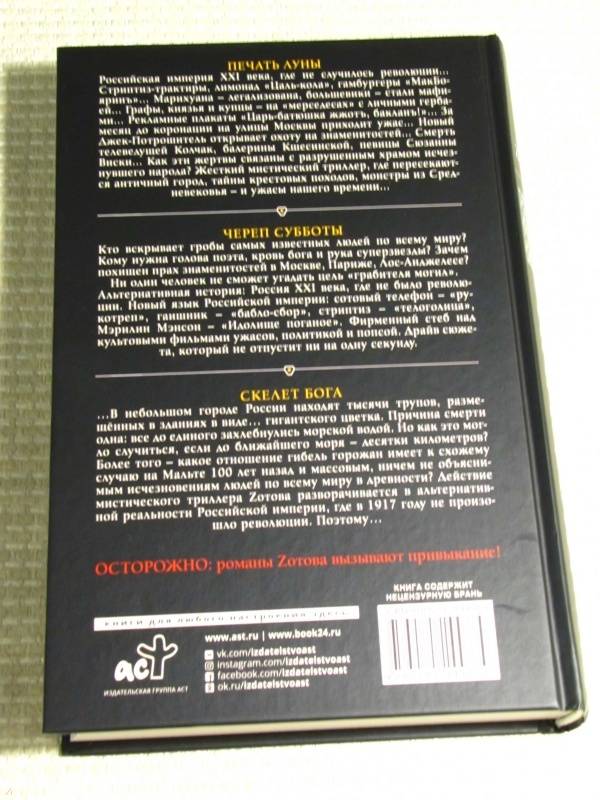 ПЕЧАТЬ ЛУНЫ
Российская империя XXI века, где не случилось революции...
Стриптиз-трактиры, лимонад «Царь-кола», гамбургеры «МакБо-
яринъ»... Марихуана – легализована, большевики – стали мафи-
ей... Графы, князья и купцы – на «мерседесах» с личными герба-
ми... Рекламные плакаты «Царь-батюшка жжотъ, бакланъ!»... За
месяц до коронации на улицы Москвы приходит ужас... Новый
Джек-Потрошитель открывает охоту на знаменитостей... Смерть
телеведущей Колчак, балерины Кшесинской, певицы Сюзанны
Виски... Как эти жертвы связаны с разрушенным храмом исчез-
нувшего народа? Жесткий мистический триллер, где пересекают-
ся античный город, тайны крестовых походов, монстры из Сред-
невековья – и ужасы нашего времени...
ЧЕРЕП СУББОТЫ
Кто вскрывает гробы самых известных людей по всему миру?
Кому нужна голова поэта, кровь бога и рука суперзвезды? Зачем
похищен прах знаменитостей в Москве, Париже, Лос-Анджелесе?
Ни один человек не сможет угадать цель «грабителя могил».
Альтернативная история: Россия XXI века, где не было револю-
ции. Новый язык Российской империи: сотовый телефон – «ру-
котреп», гаишник – «бабло-сбор», стриптиз – «телоголица»,
Мэрилин Мэнсон – «Идолище поганое». Фирменный стеб над
культовыми фильмами ужасов, политикой и попсой. Драйв сюже-
та, который не отпустит ни на одну секунду.
СКЕЛЕТ БОГА
...В небольшом городе России находят тысячи трупов, разме-
щённых в зданиях в виде... гигантского цветка. Причина смерти
одна: все до единого захлебнулись морской водой. Но как это мог-
ло случиться, если до ближайшего моря – десятки километров?
Более того – какое отношение гибель горожан имеет к схожему
случаю на Мальте 100 лет назад и массовым, ничем не объясни-
мым исчезновениям людей по всему миру в древности? Действие
мистического триллера Zотова разворачивается в альтернатив-
ной реальности Российской империи, где в 1917 году не произо-
шло революции. Поэтому...
ОСТОРОЖНО: романы Zотова вызывают привыкание!
КНИГА СОДЕРЖИТ
НЕЦЕНЗУРНУЮ БРАНЬ
книги для любого настроения здесь
www.ast.ru | www.book24.ru
vk.com/izdatelstvoast
instagram.com/izdatelstvoast
facebook.com/izdatelstvoast
ok.ru/izdatelstvoast
аст
ИЗДАТЕЛЬСКАЯ ГРУППА АСТ